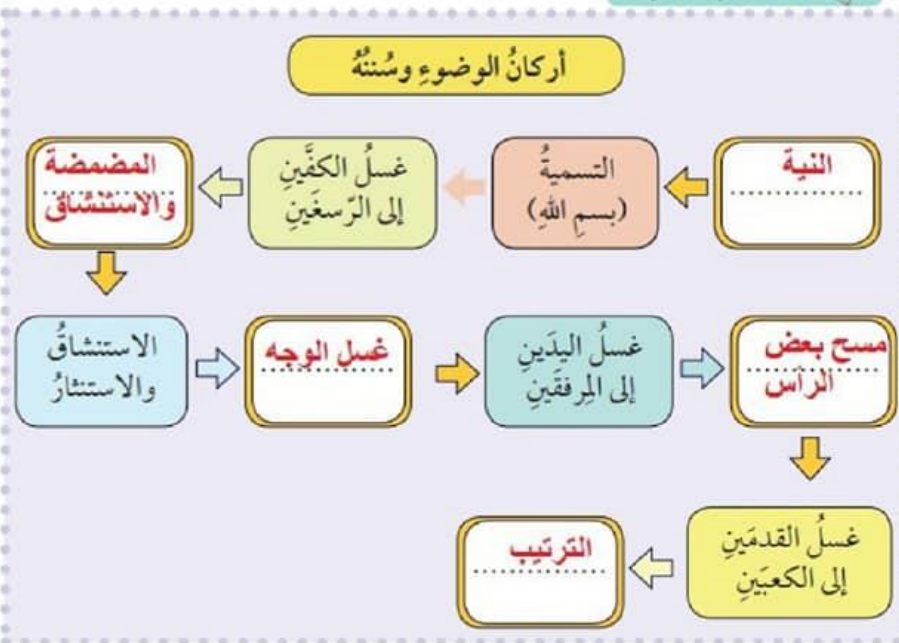 أركانُ الوضوءِ وسُننُهُ
النية
التسميةُ
(بسمِ اللهِ)
غسلُ الكفَّينِ
إلى الرّسغَينِ
المضمضة
والاستنشاق
الاستنشاقُ
والاستنثارُ
غسل الوجه
غسلُ اليدَينِ
إلى المِرفقَينِ
مسح بعض
الرأس
غسلُ القدمَينِ
إلى الكعبَينِ
الترتيب